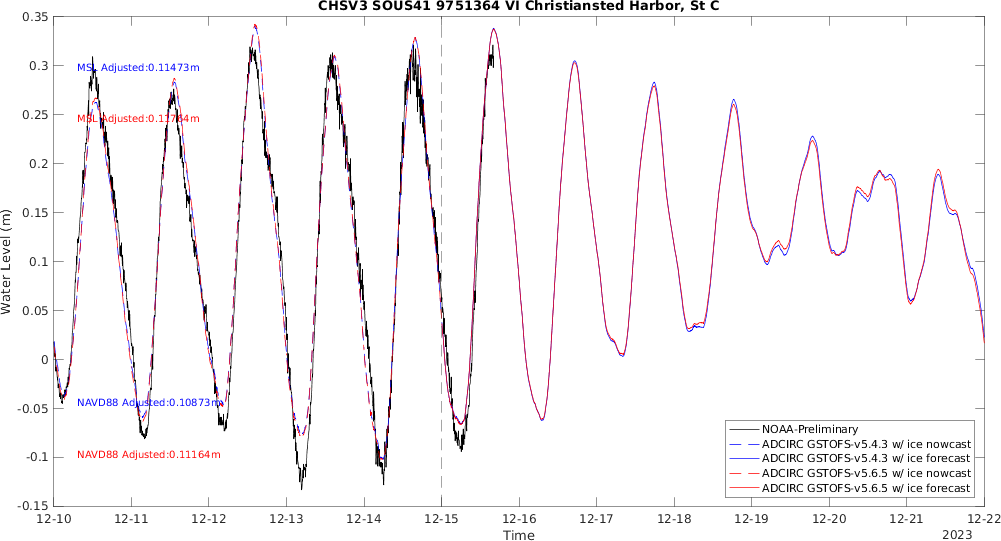 CHSV3 SOUS41 9751364 VI Christiansted Harbor, St C
0.35
0.3
0.25
0.2
0.15
0.1
0.05
0
-0.05
-0.1
-0.15
Water Level (m)
MSL Adjusted:0.11473m
MSL Adjusted:0.11764m
NAVD88 Adjusted:0.10873m
NAVD88 Adjusted:0.11164m
NOAA-Preliminary
ADCIRC GSTOFS-v5.4.3 w/ ice nowcast
ADCIRC GSTOFS-v5.4.3 w/ ice forecast
ADCIRC GSTOFS-v5.6.5 w/ ice nowcast
ADCIRC GSTOFS-v5.6.5 w/ ice forecast
12-10 12-11 12-12 12-13 12-14 12-15 12-16 12-17 12-18 12-19 12-20 12-21 12-22
Time
2023